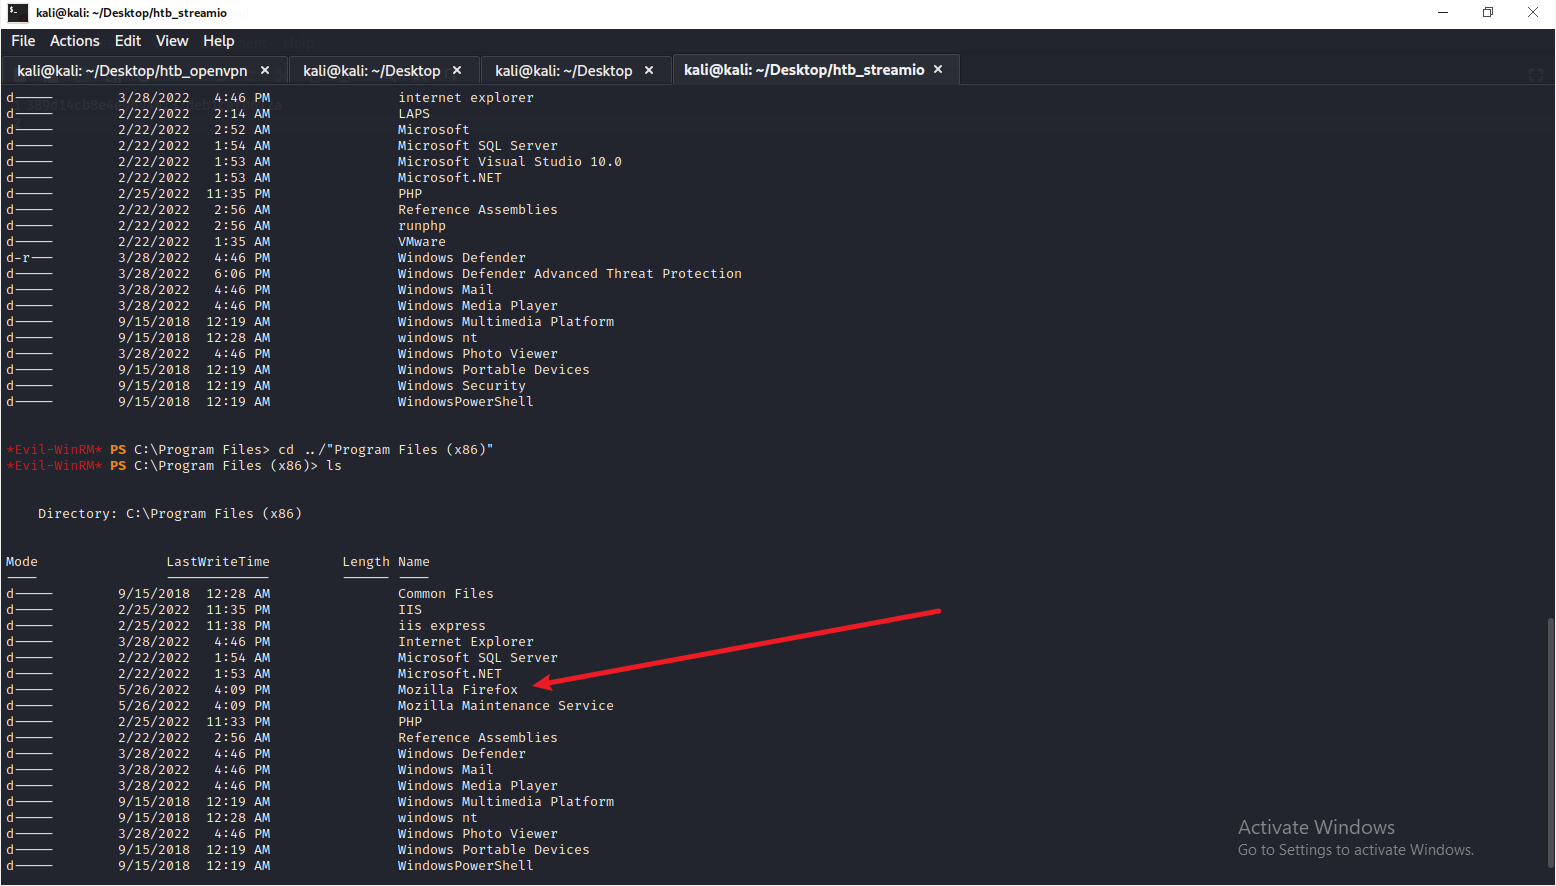 kali@kali: ~/Desktop/htb_streamio
File Actions Edit View Help
kali@kali: ~/Desktop/htb_openvpn × kali@kali: ~/Desktop × kali@kali: ~/Desktop × kali@kali: ~/Desktop/htb_streamio ×
d----- 3/28/2022 4:46 PM internet explorer
d----- 2/22/2022 2:14 AM LAPS
d----- 2/22/2022 2:52 AM Microsoft
d----- 2/22/2022 1:54 AM Microsoft SQL Server
d----- 2/22/2022 1:53 AM Microsoft Visual Studio 10.0
d----- 2/22/2022 1:53 AM Microsoft.NET
d----- 2/25/2022 11:35 PM PHP
d----- 2/22/2022 2:56 AM Reference Assemblies
d----- 2/22/2022 2:56 AM runphp
d----- 2/22/2022 1:35 AM VMware
d-r--- 3/28/2022 4:46 PM Windows Defender
d----- 3/28/2022 6:06 PM Windows Defender Advanced Threat Protection
d----- 3/28/2022 4:46 PM Windows Mail
d----- 3/28/2022 4:46 PM Windows Media Player
d----- 9/15/2018 12:19 AM Windows Multimedia Platform
d----- 9/15/2018 12:28 AM windows nt
d----- 3/28/2022 4:46 PM Windows Photo Viewer
d----- 9/15/2018 12:19 AM Windows Portable Devices
d----- 9/15/2018 12:19 AM Windows Security
d----- 9/15/2018 12:19 AM WindowsPowerShell
*Evil-WinRM* PS C:\Program Files> cd ../"Program Files (x86)"
*Evil-WinRM* PS C:\Program Files (x86)> ls
Directory: C:\Program Files (x86)
Mode LastWriteTime Length Name
---- ------------- ------ ----
d----- 9/15/2018 12:28 AM Common Files
d----- 2/25/2022 11:35 PM IIS
d----- 2/25/2022 11:38 PM iis express
d----- 3/28/2022 4:46 PM Internet Explorer
d----- 2/22/2022 1:54 AM Microsoft SQL Server
d----- 2/22/2022 1:53 AM Microsoft.NET
d----- 5/26/2022 4:09 PM Mozilla Firefox
d----- 5/26/2022 4:09 PM Mozilla Maintenance Service
d----- 2/25/2022 11:33 PM PHP
d----- 2/22/2022 2:56 AM Reference Assemblies
d----- 3/28/2022 4:46 PM Windows Defender
d----- 3/28/2022 4:46 PM Windows Mail
d----- 3/28/2022 4:46 PM Windows Media Player
d----- 9/15/2018 12:19 AM Windows Multimedia Platform
d----- 9/15/2018 12:28 AM windows nt
d----- 3/28/2022 4:46 PM Windows Photo Viewer
d----- 9/15/2018 12:19 AM Windows Portable Devices
d----- 9/15/2018 12:19 AM WindowsPowerShell
Activate Windows
Go to Settings to activate Windows.